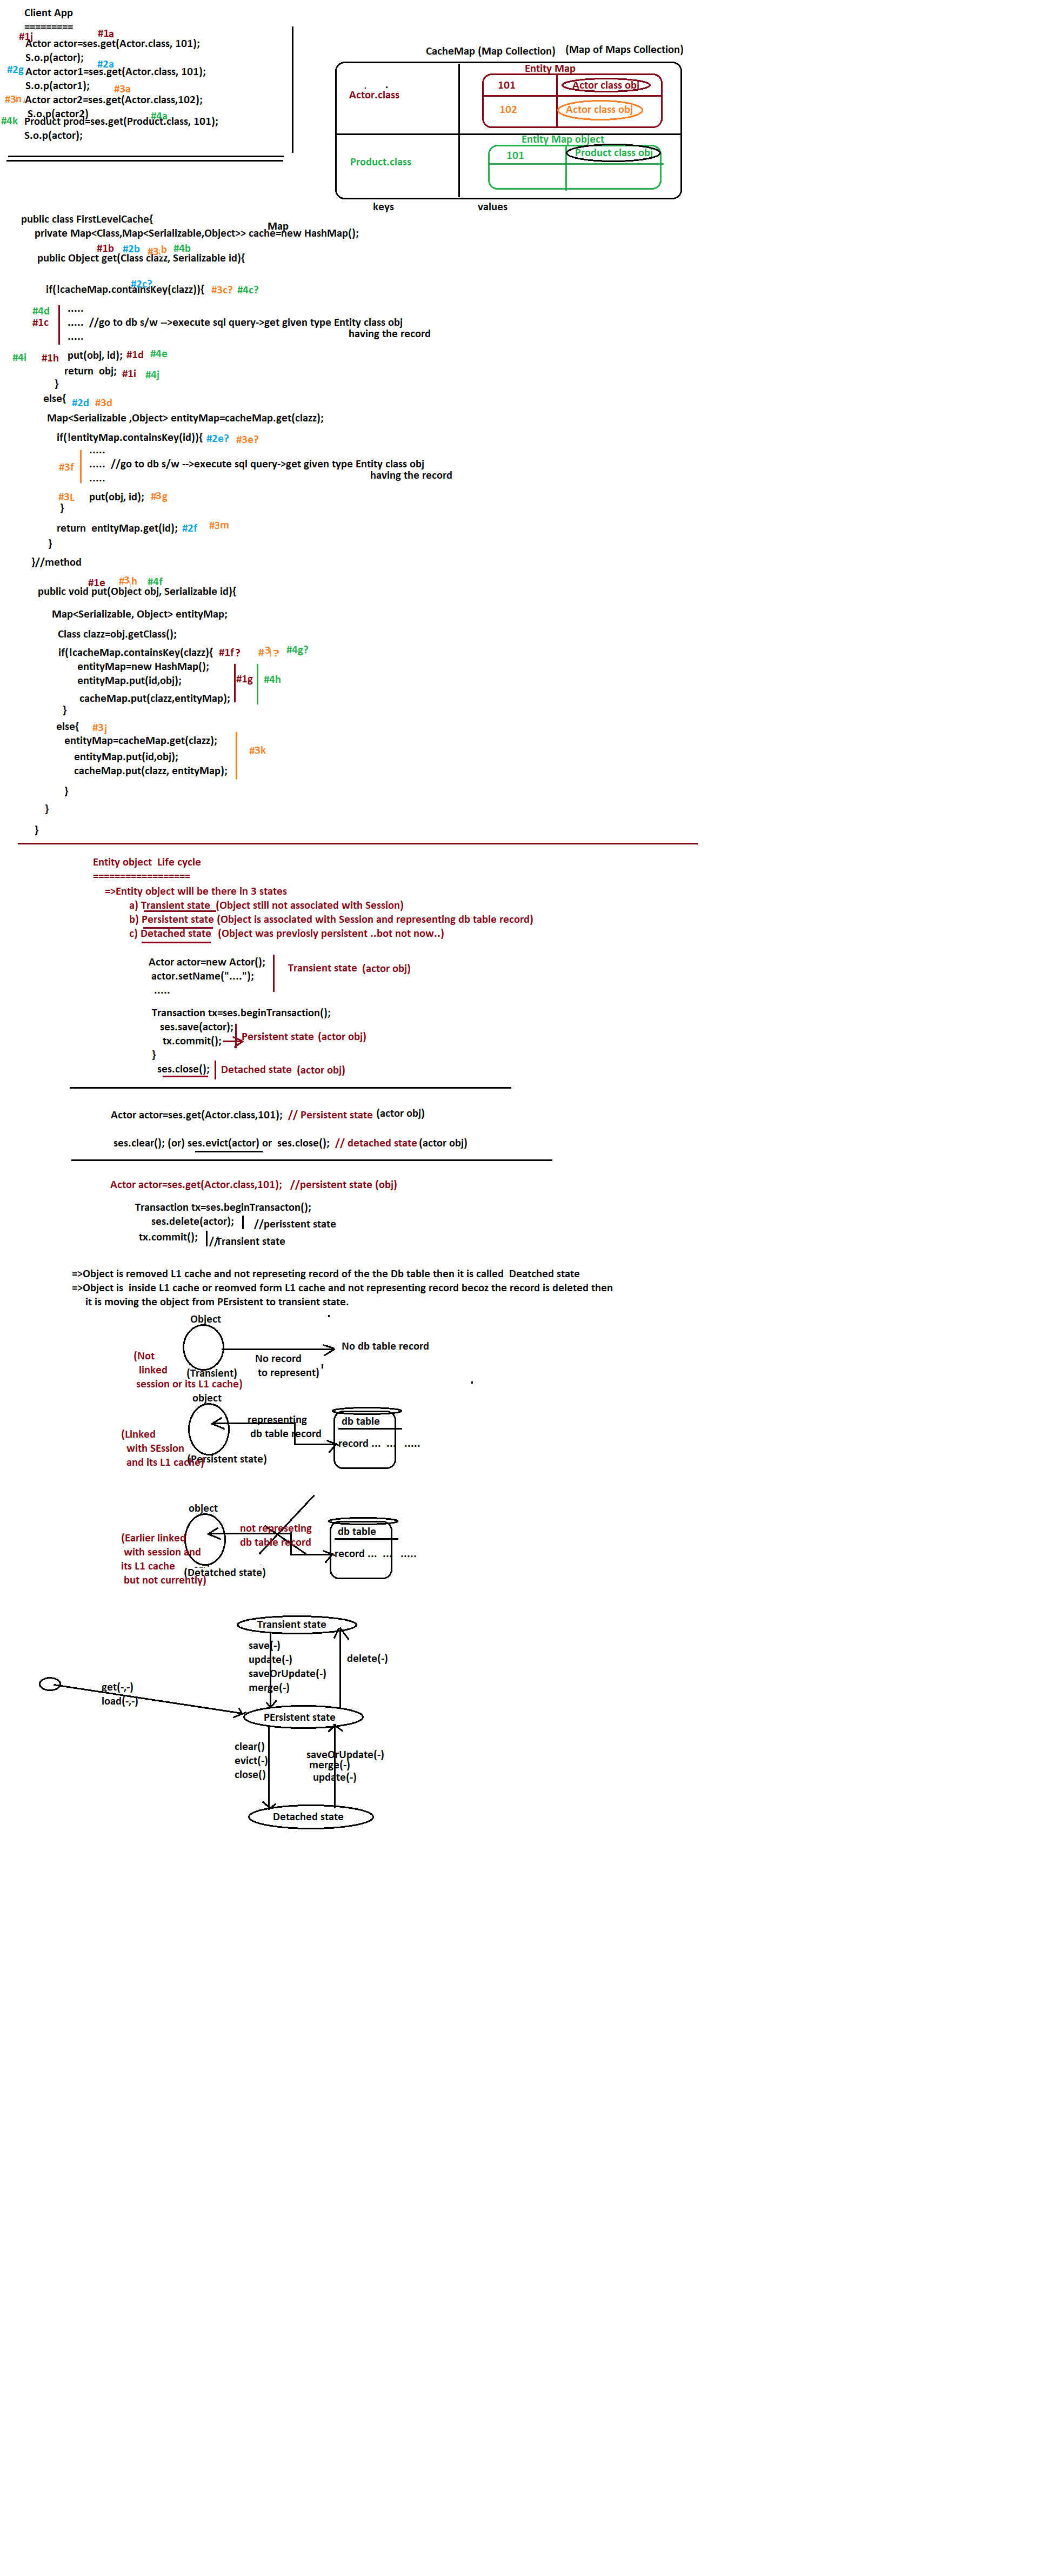 Client App
=========
#1j #1a
Actor actor=ses.get(Actor.class, 101);
S.o.p(actor);
#2g #2a
Actor actor1=ses.get(Actor.class, 101);
S.o.p(actor1);
#3n #3a
Actor actor2=ses.get(Actor.class,102);
S.o.p(actor2)
#4k #4a
Product prod=ses.get(Product.class, 101);
S.o.p(actor);
CacheMap (Map Collection) (Map of Maps Collection)
Entity Map
Actor.class
101 Actor class obj
102 Actor class obj
Entity Map object
Product.class
101 Product class obj
keys values
public class FirstLevelCache{
Map
private Map<Class,Map<Serializable,Object>> cache=new HashMap();
#1b #2b #3b #4b
public Object get(Class clazz, Serializable id){
#2c?
if(!cacheMap.containsKey(clazz)){ #3c? #4c?
#4d .....
#1c ..... //go to db s/w -->execute sql query->get given type Entity class obj
having the record
.....
#4i #1h put(obj, id); #1d #4e
return obj; #1i #4j
}
else{ #2d #3d
Map<Serializable ,Object> entityMap=cacheMap.get(clazz);
if(!entityMap.containsKey(id)){ #2e? #3e?
.....
#3f ..... //go to db s/w -->execute sql query->get given type Entity class obj
having the record
.....
#3L put(obj, id); #3g
}
return entityMap.get(id); #2f #3m
}
}//method
#1e #3h #4f
public void put(Object obj, Serializable id){
Map<Serializable, Object> entityMap;
Class clazz=obj.getClass();
if(!cacheMap.containsKey(clazz){ #1f? #3i? #4g?
entityMap=new HashMap();
entityMap.put(id,obj); #1g #4h
cacheMap.put(clazz,entityMap);
}
else{ #3j
entityMap=cacheMap.get(clazz);
entityMap.put(id,obj); #3k
cacheMap.put(clazz, entityMap);
}
}
}
Entity object Life cycle
==================
=>Entity object will be there in 3 states
a) Transient state (Object still not associated with Session)
b) Persistent state (Object is associated with Session and representing db table record)
c) Detached state (Object was previosly persistent ..bot not now..)
Actor actor=new Actor();
actor.setName("....");
.....
Transient state (actor obj)
Transaction tx=ses.beginTransaction();
ses.save(actor);
tx.commit(); Persistent state (actor obj)
}
ses.close(); Detached state (actor obj)
Actor actor=ses.get(Actor.class,101); // Persistent state (actor obj)
ses.clear(); (or) ses.evict(actor) or ses.close(); // detached state (actor obj)
Actor actor=ses.get(Actor.class,101); //persistent state (obj)
Transaction tx=ses.beginTransacton();
ses.delete(actor); //perisstent state
tx.commit(); //Transient state
=>Object is removed L1 cache and not represeting record of the the Db table then it is called Deatched state
=>Object is inside L1 cache or reomved form L1 cache and not representing record becoz the record is deleted then
it is moving the object from PErsistent to transient state.
Object
No db table record
(Not
linked
session or its L1 cache)
(Transient)
No record
to represent)
object
(Linked
with SEssion
and its L1 cache)
(Persistent state)
representing
db table record
db table
record ... ... .....
object
(Earlier linked
with session and
its L1 cache
but not currently)
(Detatched state)
not represeting
db table record
db table
record ... ... .....
Transient state
save(-)
update(-)
saveOrUpdate(-)
merge(-)
delete(-)
get(-,-)
load(-,-)
PErsistent state
clear()
evict(-)
close()
saveOrUpdate(-)
merge(-)
update(-)
Detached state